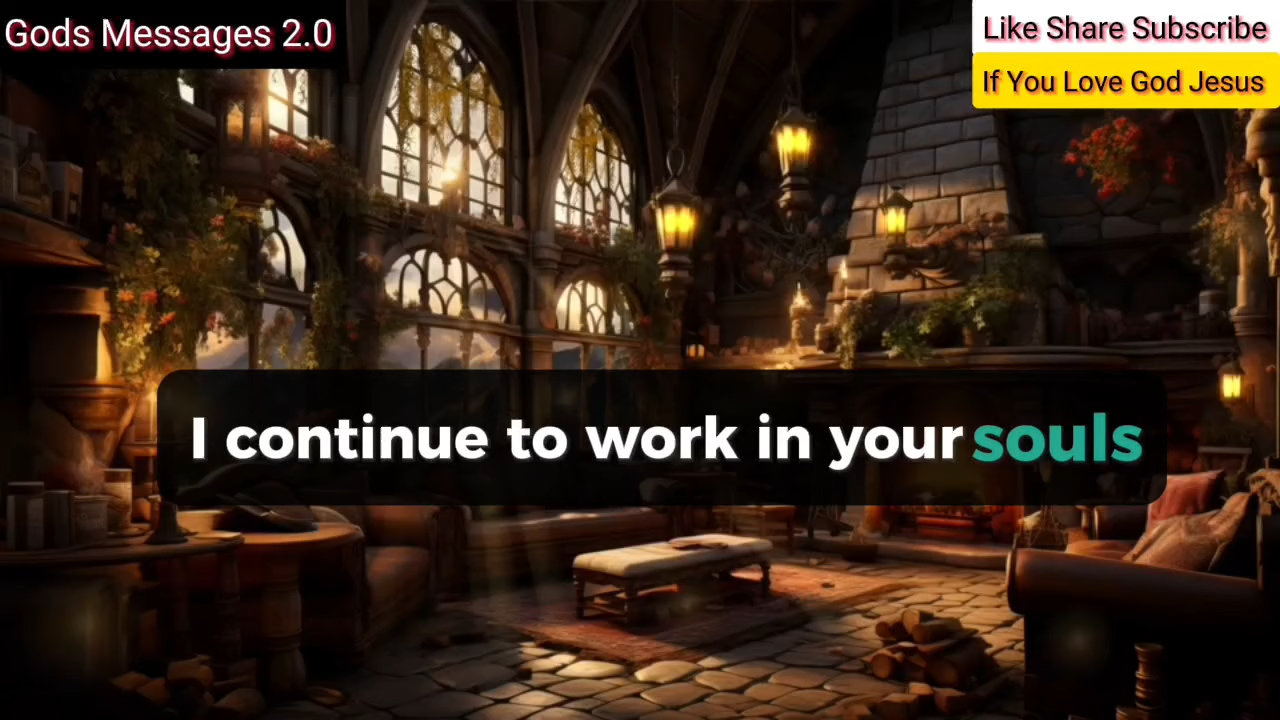 Gods Messages 2.0
Like Share Subscribe
If You Love God Jesus
I continue to work in your souls